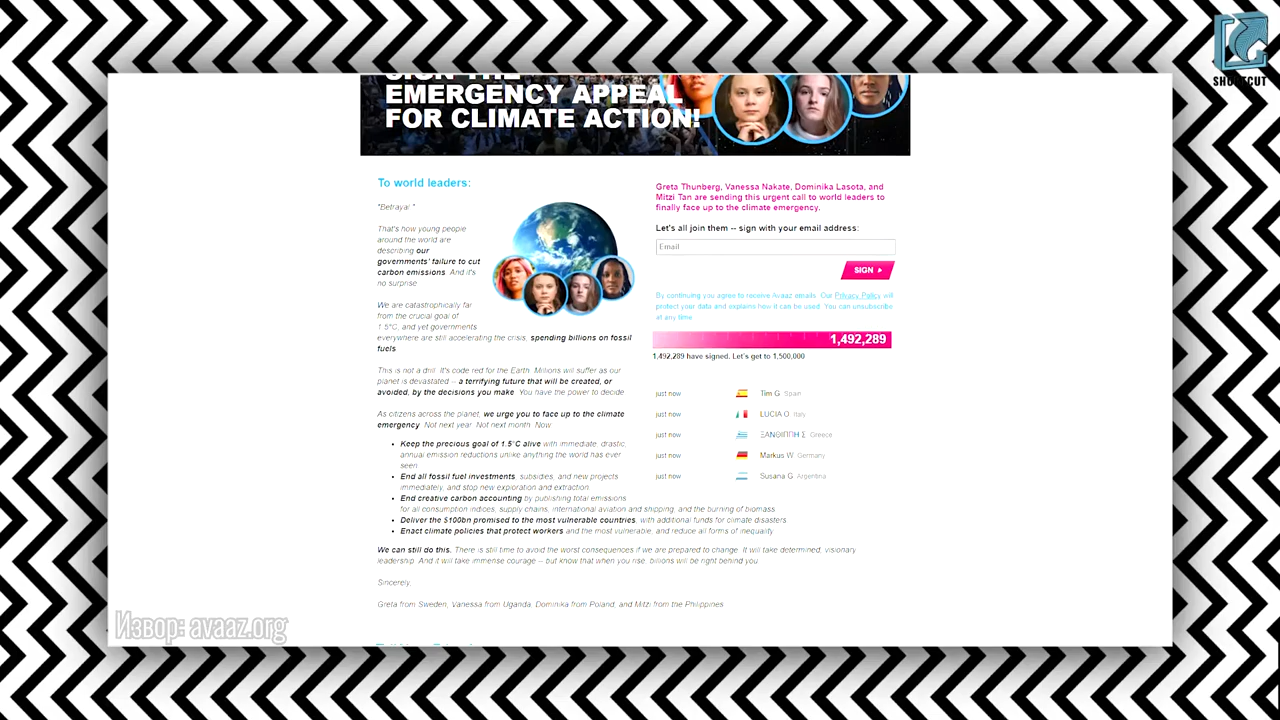 SHORTCUT
SIGN THE
EMERGENCY APPEAL
FOR CLIMATE ACTION!
To world leaders:
"Betrayal."
That's how young people
around the world are
describing our
governments' failure to cut
carbon emissions. And it's
no surprise.
We are catastrophically far
from the crucial goal of
1.5°C, and yet governments
everywhere are still accelerating the crisis, spending billions on fossil
fuels.
This is not a drill. It's code red for the Earth. Millions will suffer as our
planet is devastated -- a terrifying future that will be created, or
avoided, by the decisions you make. You have the power to decide.
As citizens across the planet, we urge you to face up to the climate
emergency. Not next year. Not next month. Now.
Keep the precious goal of 1.5°C alive with immediate, drastic,
annual emission reductions unlike anything the world has ever
seen.
End all fossil fuel investments, subsidies, and new projects
immediately, and stop new exploration and extraction.
End creative carbon accounting by publishing total emissions
for all consumption indices, supply chains, international aviation and shipping, and the burning of biomass.
Deliver the $100bn promised to the most vulnerable countries, with additional funds for climate disasters.
Enact climate policies that protect workers and the most vulnerable, and reduce all forms of inequality.
We can still do this. There is still time to avoid the worst consequences if we are prepared to change. It will take determined, visionary
leadership. And it will take immense courage -- but know that when you rise, billions will be right behind you.
Sincerely,
Greta from Sweden, Vanessa from Uganda, Dominika from Poland, and Mitzi from the Philippines.
Greta Thunberg, Vanessa Nakate, Dominika Lasota, and
Mitzi Tan are sending this urgent call to world leaders to
finally face up to the climate emergency.
Let's all join them -- sign with your email address:
Email
SIGN
By continuing you agree to receive Avaaz emails. Our Privacy Policy will
protect your data and explains how it can be used. You can unsubscribe
at any time.
1,492,289
1,492,289 have signed. Let's get to 1,500,000
just now Tim G. Spain
just now LUCIA O. Italy
just now ΞΑΝΘΙΠΠΗ Σ. Greece
just now Markus W. Germany
just now Susana G. Argentina
Извор: avaaz.org